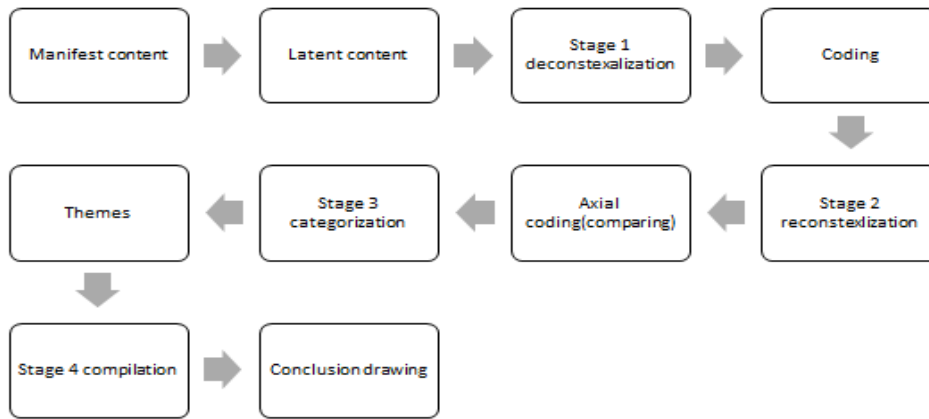 Manifest content
Latent content
Stage 1
deconstexalization
Coding
Stage 2
reconstexlization
Axial
coding(comparing)
Stage 3
categorization
Themes
Stage 4 compilation
Conclusion drawing